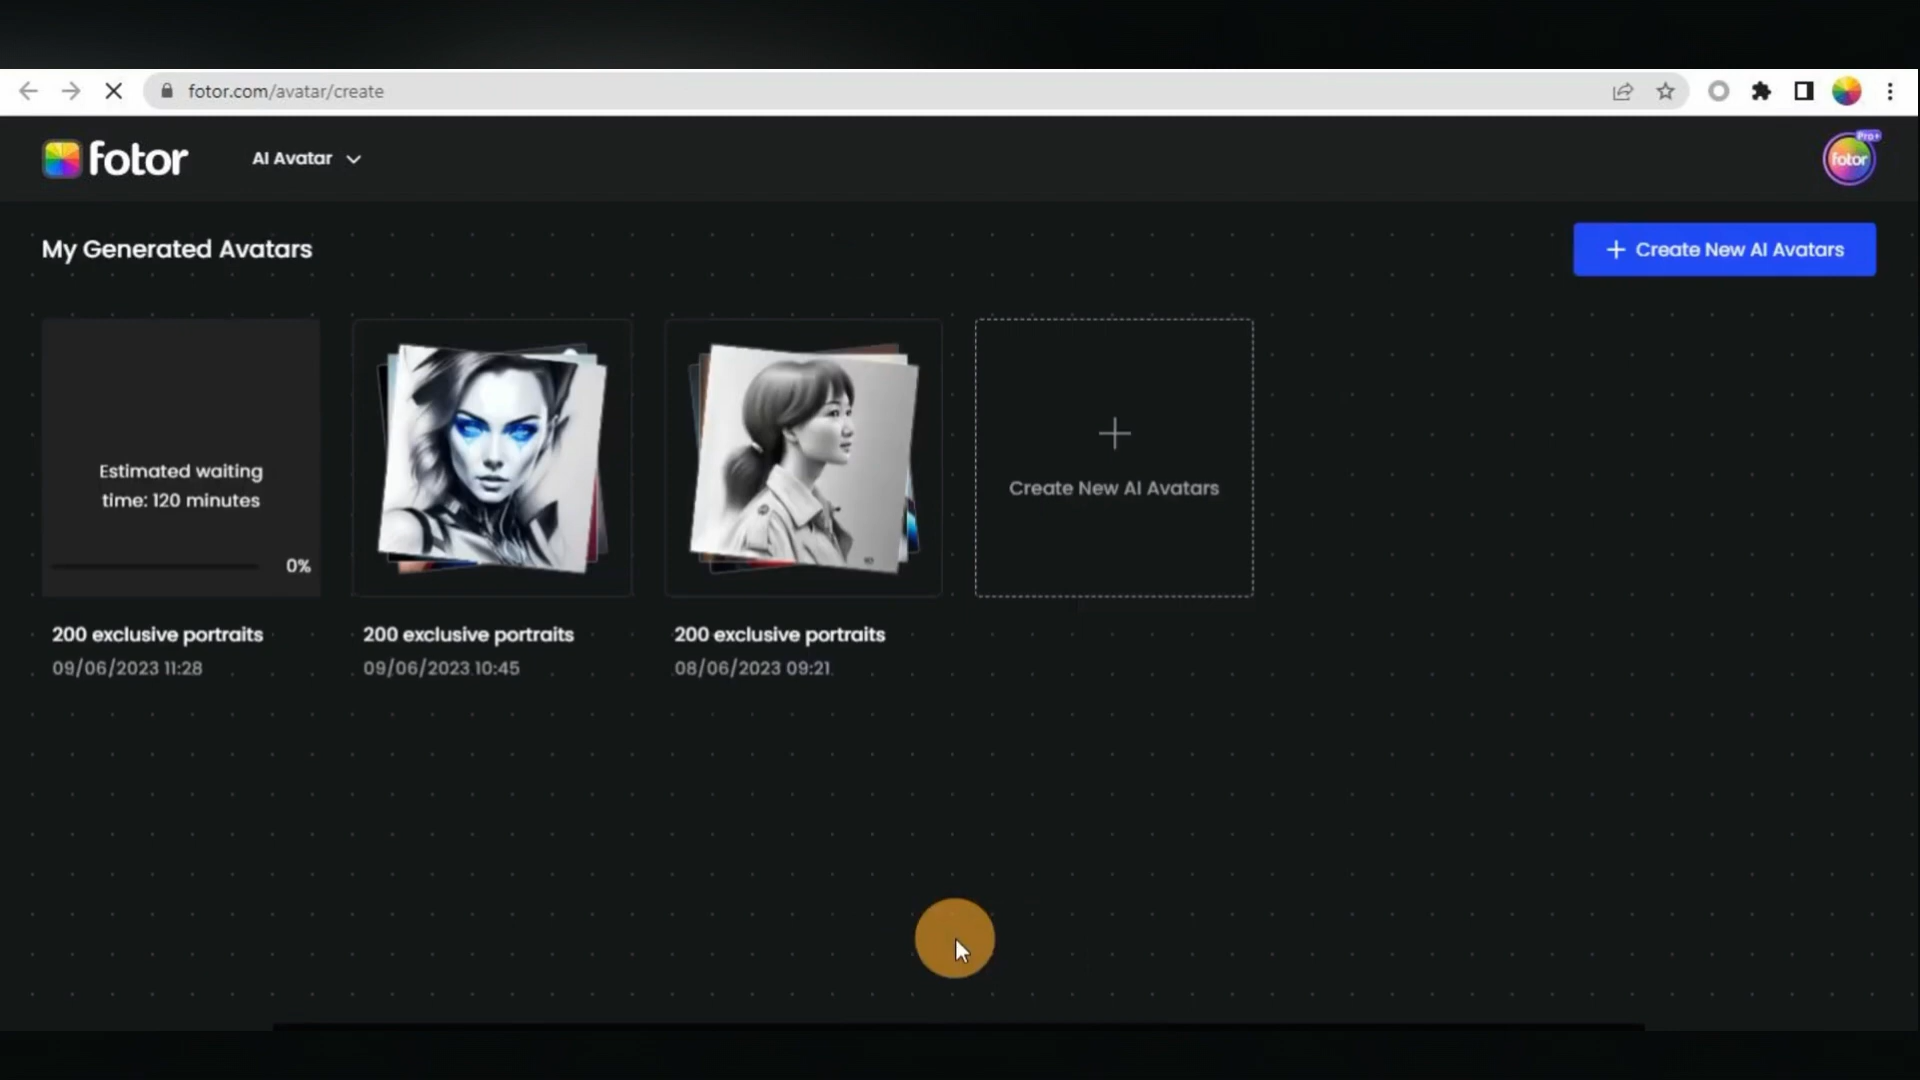 fotor.com/avatar/create
fotor
AI Avatar
Pro+
fotor
My Generated Avatars
Create New AI Avatars
Estimated waiting
time: 120 minutes
0%
Create New AI Avatars
200 exclusive portraits
09/06/2023 11:28
200 exclusive portraits
09/06/2023 10:45
200 exclusive portraits
08/06/2023 09:21